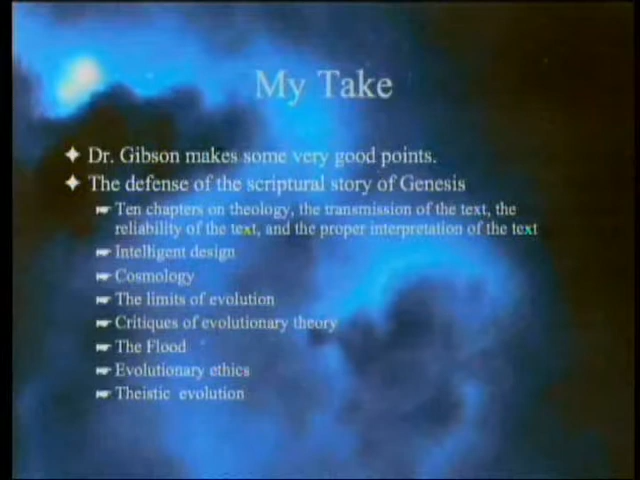 My Take
Dr. Gibson makes some very good points.
The defense of the scriptural story of Genesis
Ten chapters on theology, the transmission of the text, the
reliability of the text, and the proper interpretation of the text
Intelligent design
Cosmology
The limits of evolution
Critiques of evolutionary theory
The Flood
Evolutionary ethics
Theistic evolution